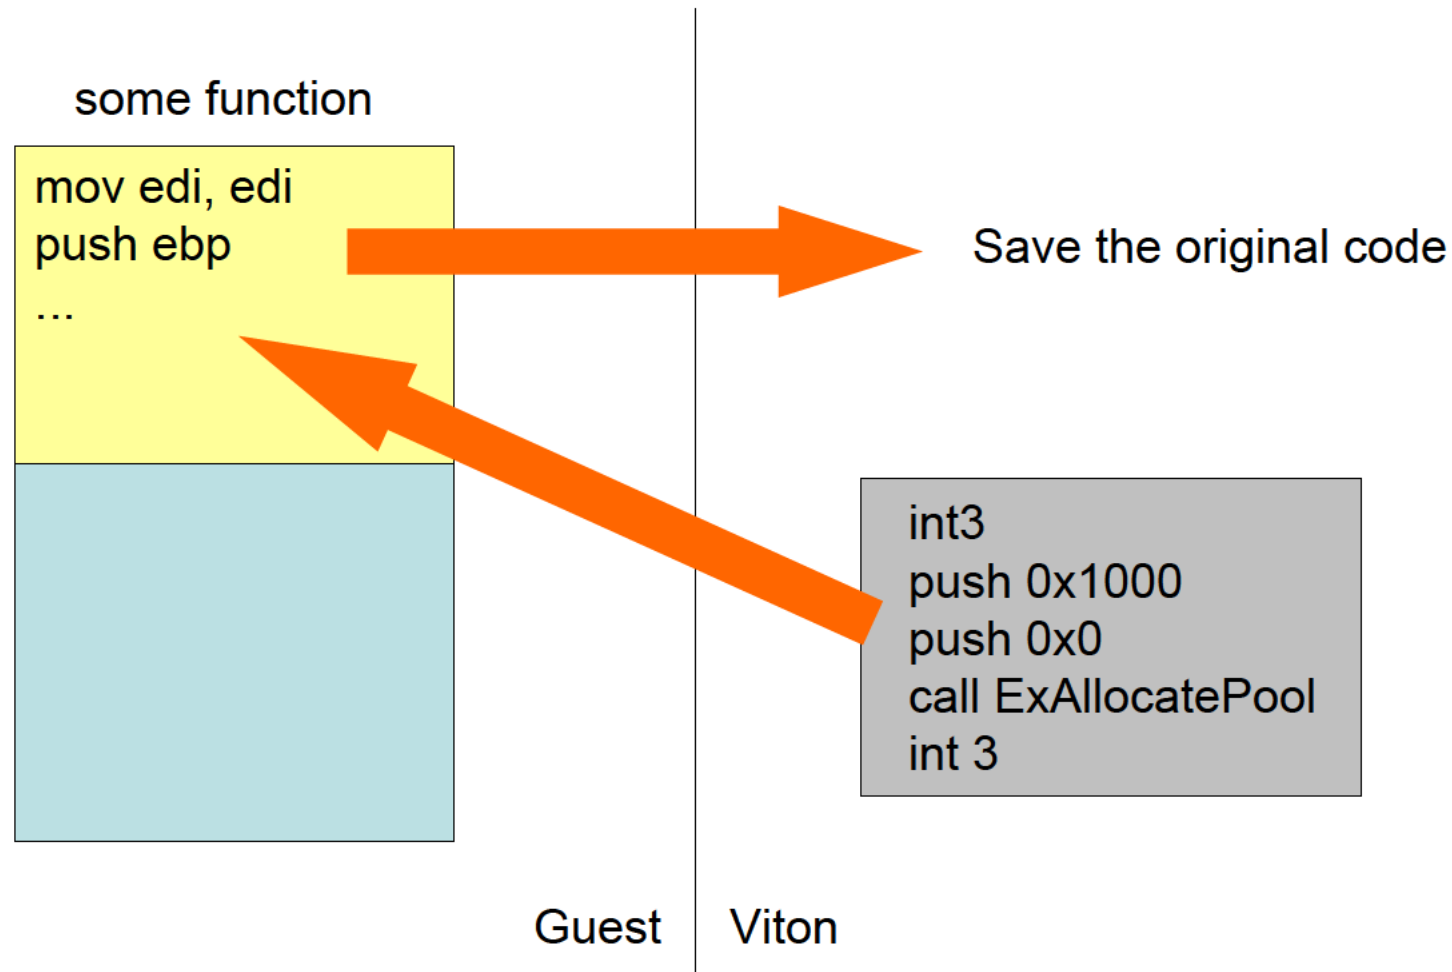 some function
mov edi, edi
push ebp
...
Save the original code
int3
push 0x1000
push 0x0
call ExAllocatePool
int 3
Guest
Viton